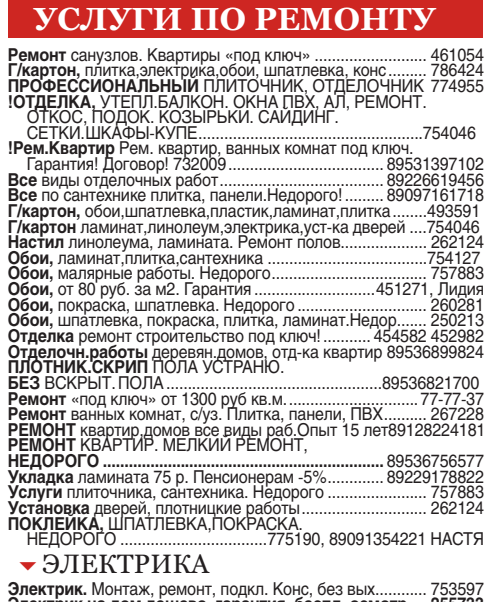 УСЛУГИ ПО РЕМОНТУ
Ремонт санузлов. Квартиры «под ключ» ........................... 461054
Г/картон, плитка,электрика,обои, шпатлевка, конс ......... 786424
ПРОФЕССИОНАЛЬНЫЙ ПЛИТОЧНИК, ОТДЕЛОЧНИК 774955
!ОТДЕЛКА, УТЕПЛ.БАЛКОН. ОКНА ПВХ, АЛ, РЕМОНТ.
ОТКОС, ПОДОК. КОЗЫРЬКИ. САЙДИНГ.
СЕТКИ.ШКАФЫ-КУПЕ.......................................................754046
!Рем.Квартир Рем. квартир, ванных комнат под ключ.
Гарантия! Договор! 732009 ..................................... 89531397102
Все виды отделочных работ....................................... 89226619456
Все по сантехнике плитка, панели.Недорого! ......... 89097161718
Г/картон, обои,шпатлевка,пластик,ламинат,плитка ........493591
Г/картон ламинат,линолеум,электрика,уст-ка дверей ....754046
Настил линолеума, ламината. Ремонт полов.................... 262124
Обои, ламинат,плитка,сантехника ......................................754127
Обои, малярные работы. Недорого..................................... 757883
Обои, от 80 руб. за м2. Гарантия .............................451271, Лидия
Обои, покраска, шпатлевка. Недорого ............................... 260281
Обои, шпатлевка, покраска, плитка, ламинат.Недор....... 250213
Отделка ремонт строительство под ключ! ........... 454582 452982
Отделочн.работы деревян.домов, отд-ка квартир 89536899824
ПЛОТНИК.СКРИП ПОЛА УСТРАНЮ.
БЕЗ ВСКРЫТ.ПОЛА ...................................................89536821700
Ремонт «под ключ» от 1300 руб кв.м................................ 77-77-37
Ремонт ванных комнат, с/уз. Плитка, панели, ПВХ.......... 267228
РЕМОНТ квартир,домов все виды раб.Опыт 15 лет89128224181
РЕМОНТ КВАРТИР. МЕЛКИЙ РЕМОНТ,
НЕДОРОГО .................................................................. 89536756577
Укладка ламината 75 р. Пенсионерам -5%............... 89229178822
Услуги плиточника, сантехника. Недорого ....................... 757883
Установка дверей, плотницкие работы............................... 262124
ПОКЛЕЙКА, ШПАТЛЕВКА,ПОКРАСКА.
НЕДОРОГО .................................775190, 89091354221 НАСТЯ
ЭЛЕКТРИКА
Электрик. Монтаж, ремонт, подкл. Конс, без вых............ 753597